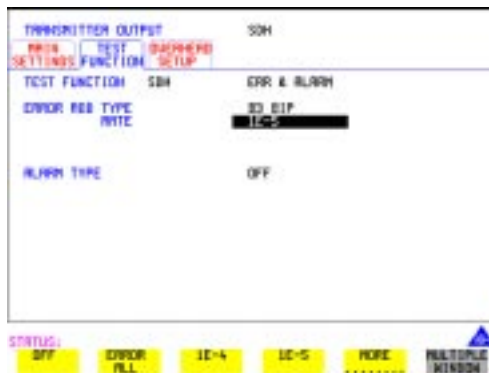 TRANSMITTER OUTPUT SDH
MAIN SETTINGS TEST FUNCTION OVERHEAD SETUP
TEST FUNCTION SDH ERR & ALARM
ERROR ADD TYPE B3 BIP
RATE 1E-5
ALARM TYPE OFF
STATUS:
OFF ERROR ALL 1E-4 1E-5 MORE MULTIPLE WINDOW